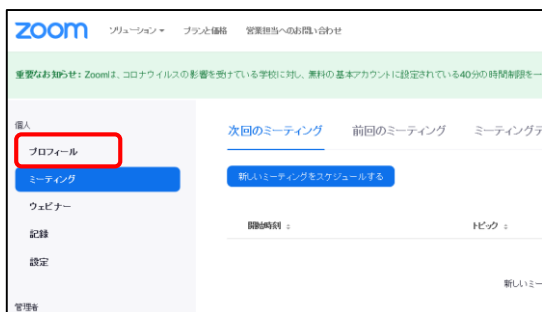 zoom ソリューション▾ プランと価格 営業担当へのお問い合わせ
重要なお知らせ: Zoomは、コロナウイルスの影響を受けている学校に対し、無料の基本アカウントに設定されている40分の時間制限を一
個人
次回のミーティング 前回のミーティング ミーティングテ
プロフィール
ミーティング 新しいミーティングをスケジュールする
ウェビナー
記録 開始時刻 トピック
設定
新しいミー
管理者